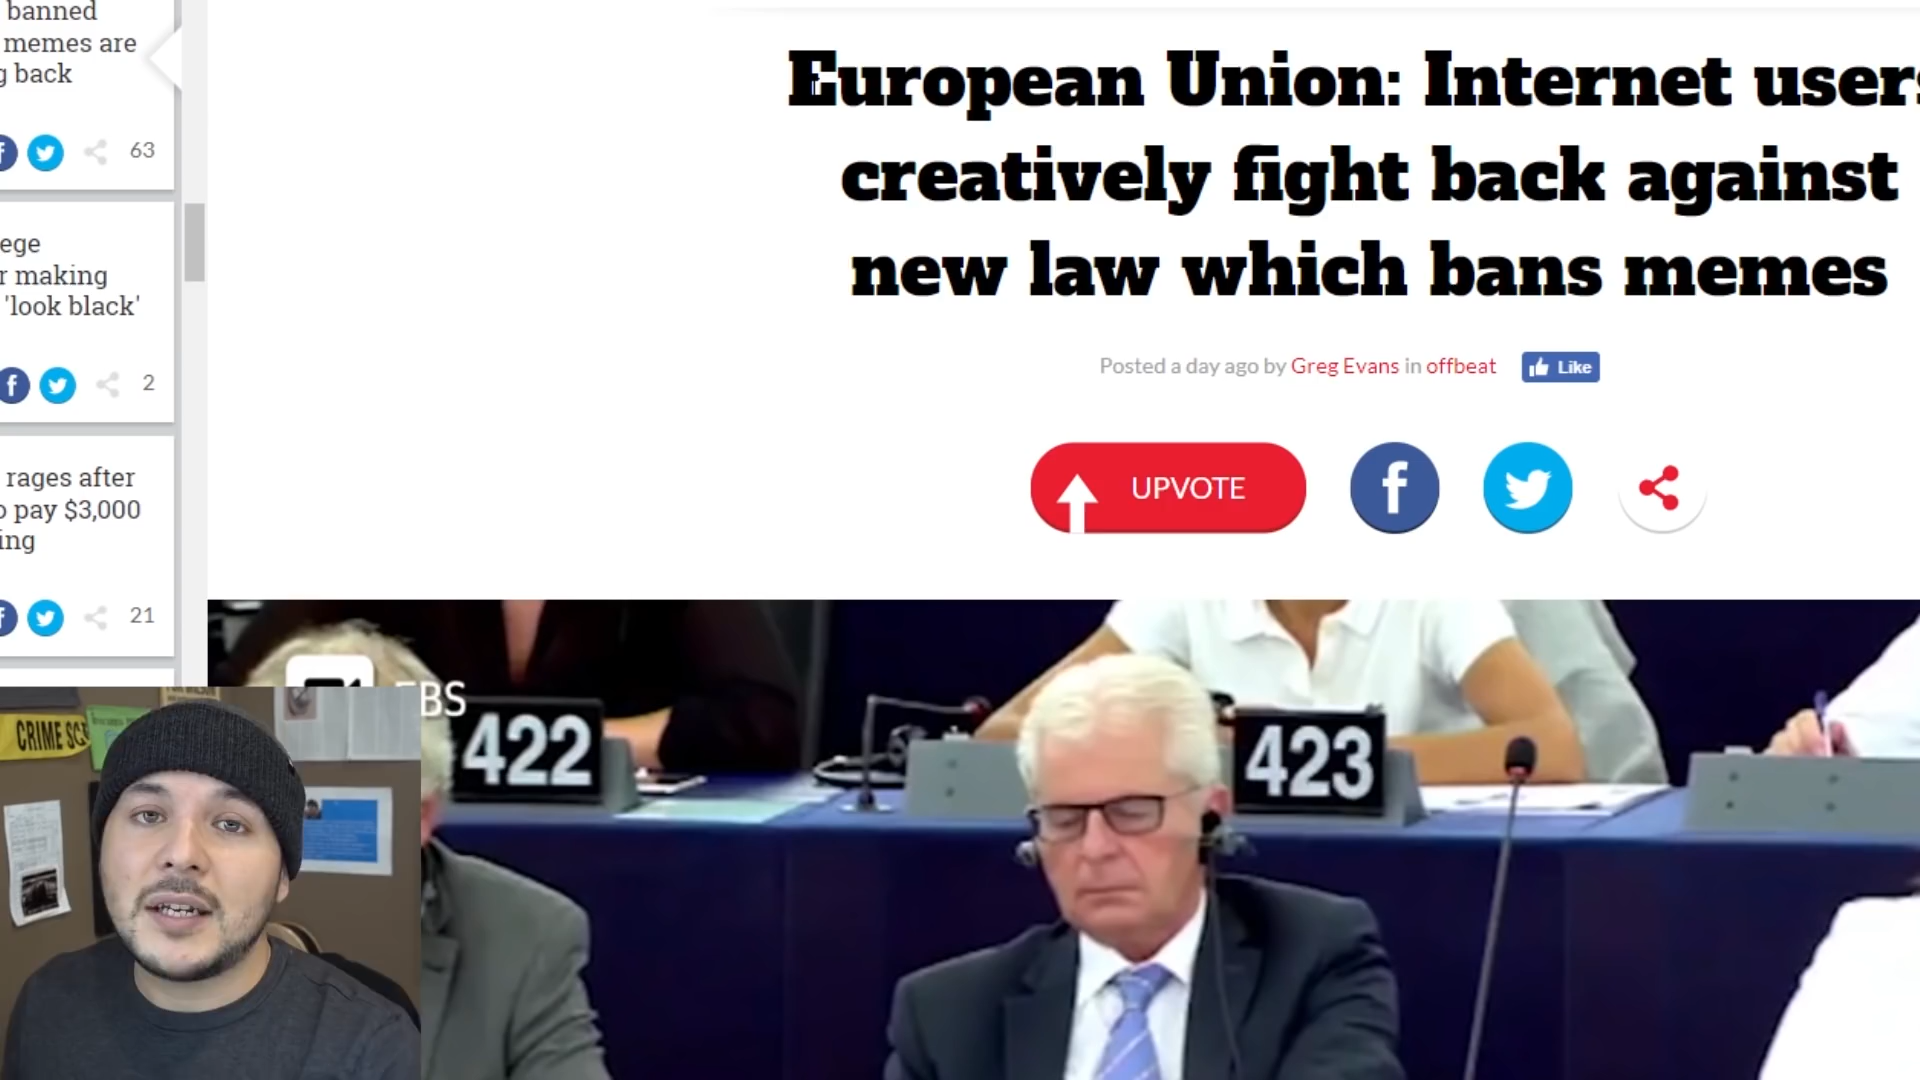 banned
memes are
g back
63
ege
r making
'look black'
2
rages after
o pay $3,000
ing
21
European Union: Internet users
creatively fight back against
new law which bans memes
Posted a day ago by Greg Evans in offbeat
Like
UPVOTE
EBS
422
423
CRIME SC